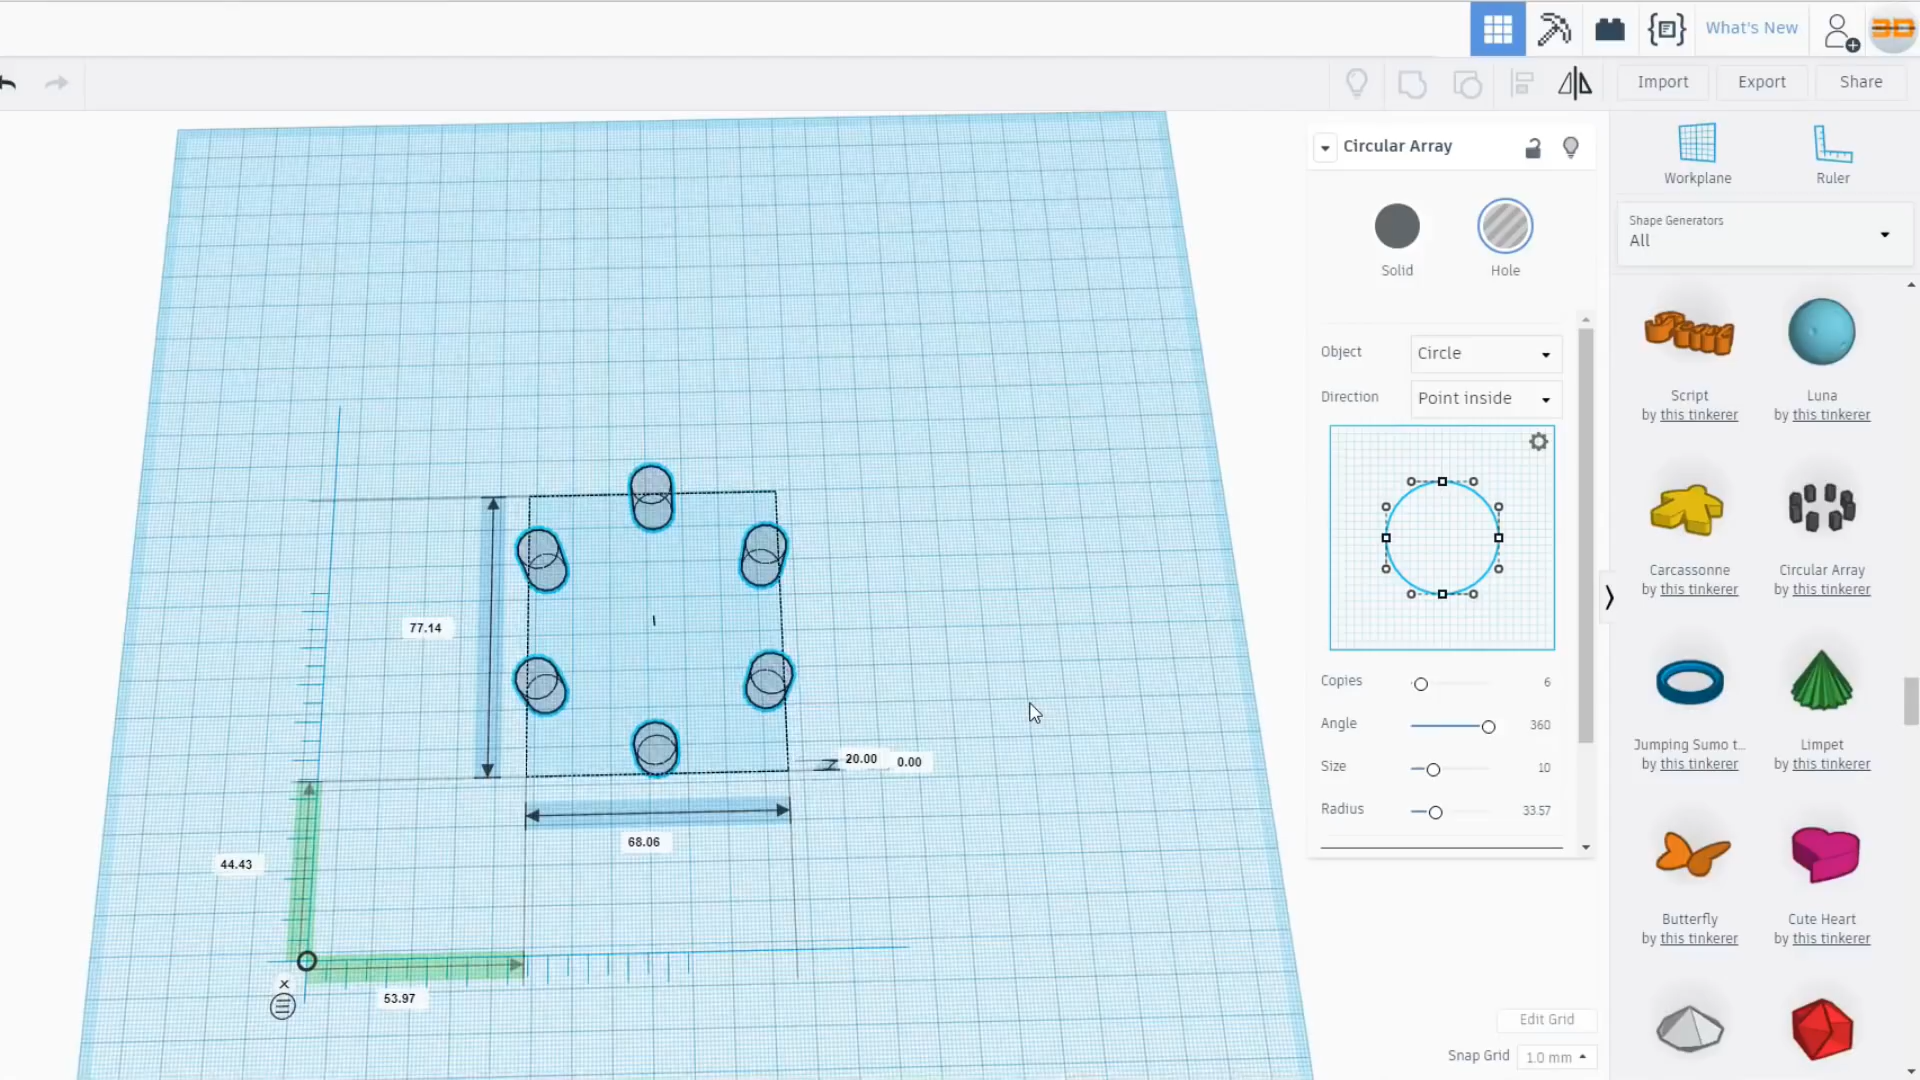 What's New
3D
Import
Export
Share
Circular Array
Workplane
Ruler
Solid
Hole
Shape Generators
All
Object
Circle
Direction
Point inside
Script
by this tinkerer
Luna
by this tinkerer
Carcassonne
by this tinkerer
Circular Array
by this tinkerer
Copies
6
Angle
360
Size
10
Radius
33.57
Jumping Sumo t...
by this tinkerer
Limpet
by this tinkerer
Butterfly
by this tinkerer
Cute Heart
by this tinkerer
77.14
20.00
0.00
68.06
44.43
53.97
Edit Grid
Snap Grid
1.0 mm